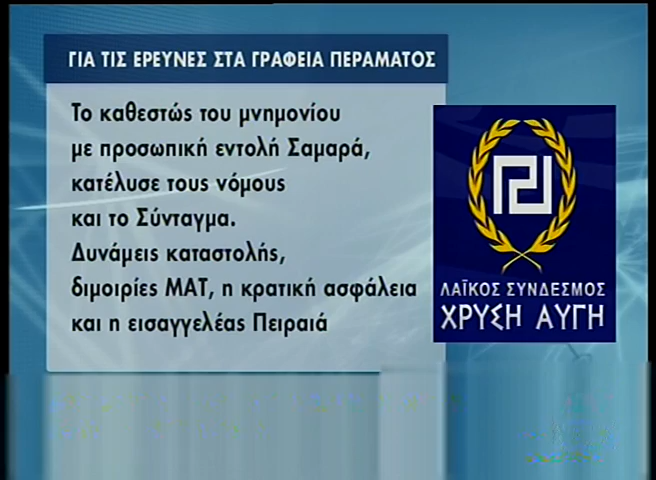 ΓΙΑ ΤΙΣ ΕΡΕΥΝΕΣ ΣΤΑ ΓΡΑΦΕΙΑ ΠΕΡΑΜΑΤΟΣ
Το καθεστώς του μνημονίου
με προσωπική εντολή Σαμαρά,
κατέλυσε τους νόμους
και το Σύνταγμα.
Δυνάμεις καταστολής,
διμοιρίες ΜΑΤ, η κρατική ασφάλεια
και η εισαγγελέας Πειραιά
ΛΑΪΚΟΣ ΣΥΝΔΕΣΜΟΣ
ΧΡΥΣΗ ΑΥΓΗ